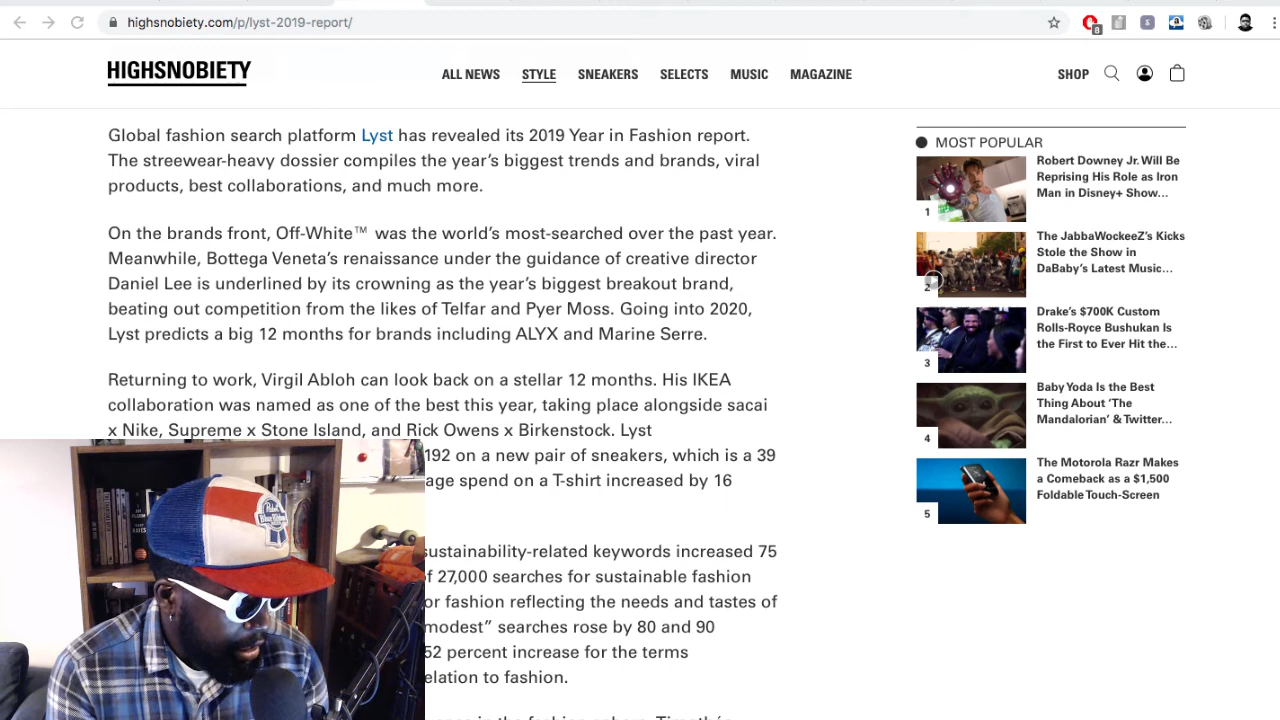 highsnobiety.com/p/lyst-2019-report/
8
HIGHSNOBIETY
ALL NEWS
STYLE
SNEAKERS
SELECTS
MUSIC
MAGAZINE
SHOP
Global fashion search platform Lyst has revealed its 2019 Year in Fashion report.
The streewear-heavy dossier compiles the year's biggest trends and brands, viral
products, best collaborations, and much more.
On the brands front, Off-White™ was the world's most-searched over the past year.
Meanwhile, Bottega Veneta's renaissance under the guidance of creative director
Daniel Lee is underlined by its crowning as the year's biggest breakout brand,
beating out competition from the likes of Telfar and Pyer Moss. Going into 2020,
Lyst predicts a big 12 months for brands including ALYX and Marine Serre.
Returning to work, Virgil Abloh can look back on a stellar 12 months. His IKEA
collaboration was named as one of the best this year, taking place alongside sacai
x Nike, Supreme x Stone Island, and Rick Owens x Birkenstock. Lyst
192 on a new pair of sneakers, which is a 39
age spend on a T-shirt increased by 16
sustainability-related keywords increased 75
of 27,000 searches for sustainable fashion
or fashion reflecting the needs and tastes of
modest” searches rose by 80 and 90
52 percent increase for the terms
elation to fashion.
MOST POPULAR
1
Robert Downey Jr. Will Be
Reprising His Role as Iron
Man in Disney+ Show...
2
The JabbaWockeeZ's Kicks
Stole the Show in
DaBaby's Latest Music...
3
Drake's $700K Custom
Rolls-Royce Bushukan Is
the First to Ever Hit the...
4
Baby Yoda Is the Best
Thing About ‘The
Mandalorian’ & Twitter...
5
The Motorola Razr Makes
a Comeback as a $1,500
Foldable Touch-Screen
Pabst
Blue Ribbon